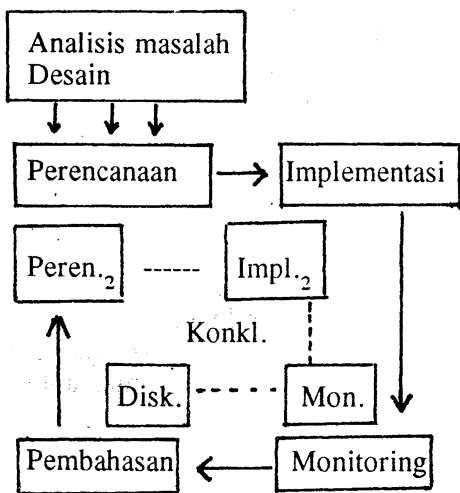 Analisis masalah
Desain
Perencanaan
Implementasi
Peren.₂
Impl.₂
Konkl.
Disk.
Mon.
Pembahasan
Monitoring